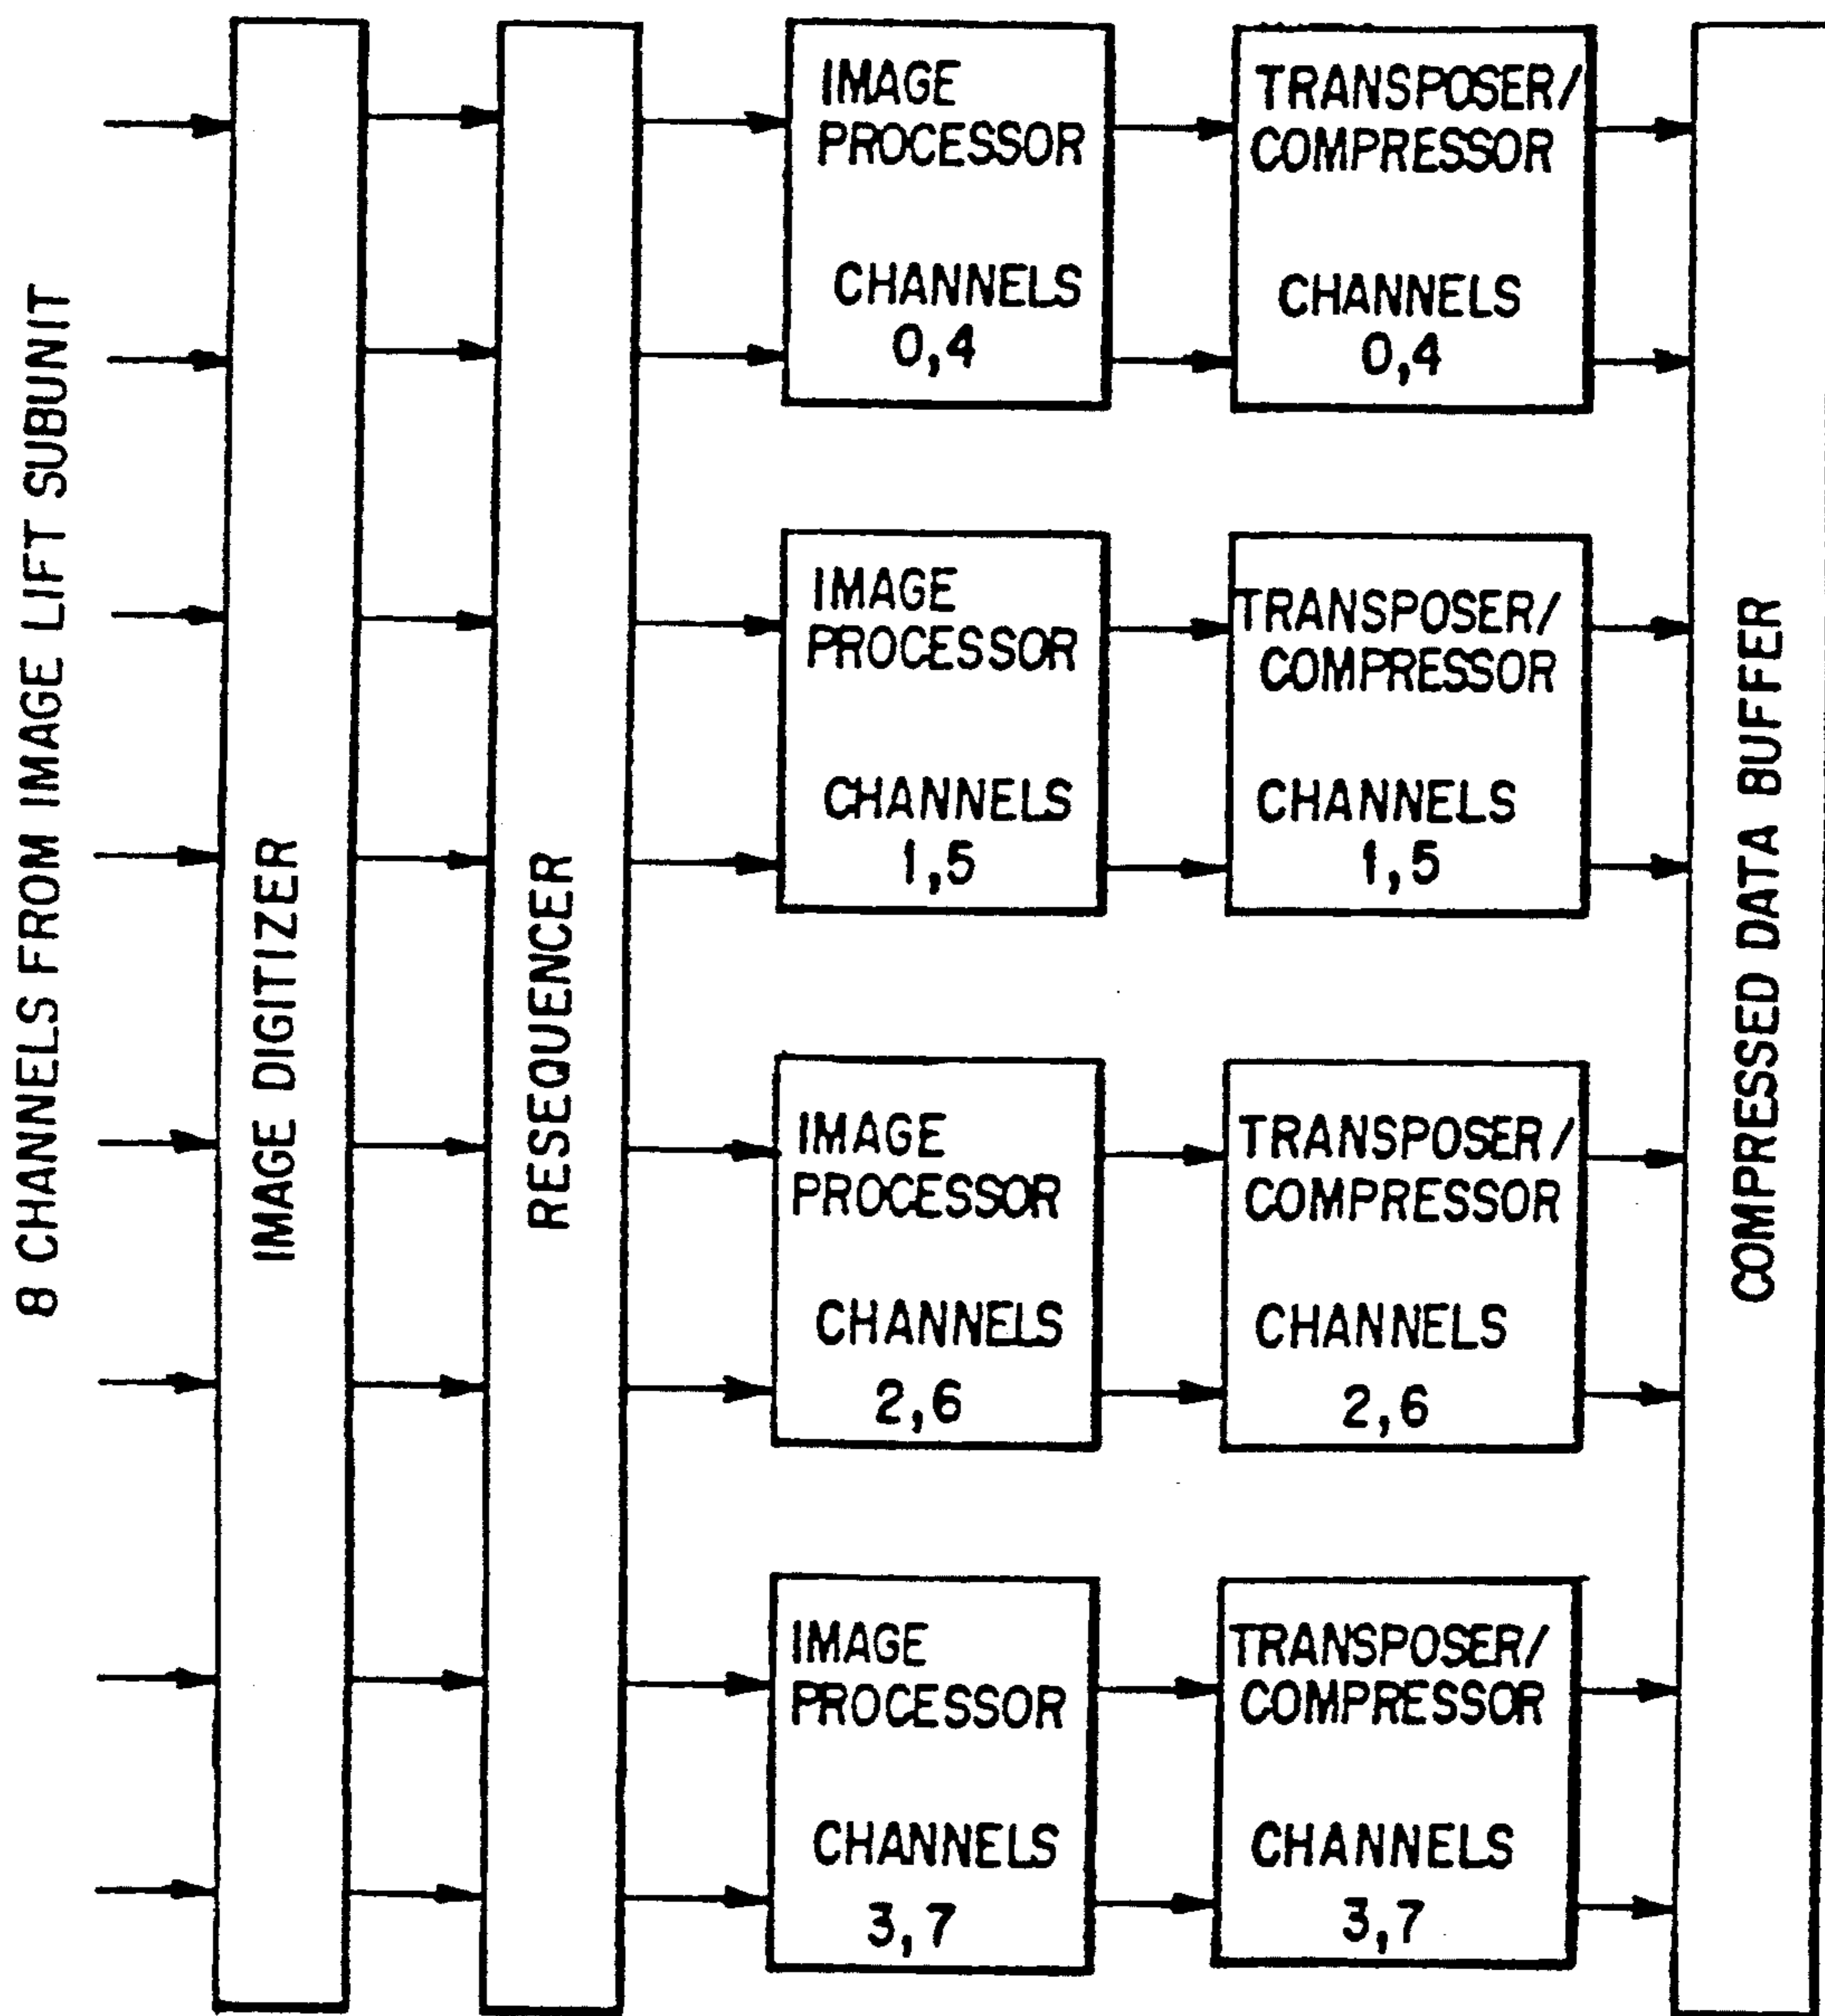 8 CHANNELS FROM IMAGE LIFT SUBUNIT
IMAGE DIGITIZER
RESEQUENCER
IMAGE
PROCESSOR
CHANNELS
0,4
TRANSPOSER/
COMPRESSOR
CHANNELS
0,4
IMAGE
PROCESSOR
CHANNELS
1,5
TRANSPOSER/
COMPRESSOR
CHANNELS
1,5
IMAGE
PROCESSOR
CHANNELS
2,6
TRANSPOSER/
COMPRESSOR
CHANNELS
2,6
IMAGE
PROCESSOR
CHANNELS
3,7
TRANSPOSER/
COMPRESSOR
CHANNELS
3,7
COMPRESSED DATA BUFFER